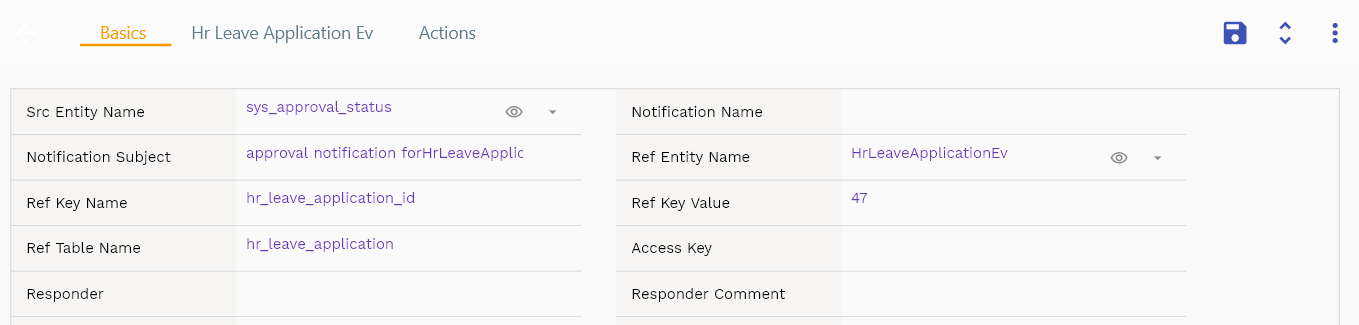 Basics Hr Leave Application Ev Actions
Src Entity Name sys_approval_status Notification Name
Notification Subject approval notification forHrLeaveApplic Ref Entity Name HrLeaveApplicationEv
Ref Key Name hr_leave_application_id Ref Key Value 47
Ref Table Name hr_leave_application Access Key
Responder Responder Comment